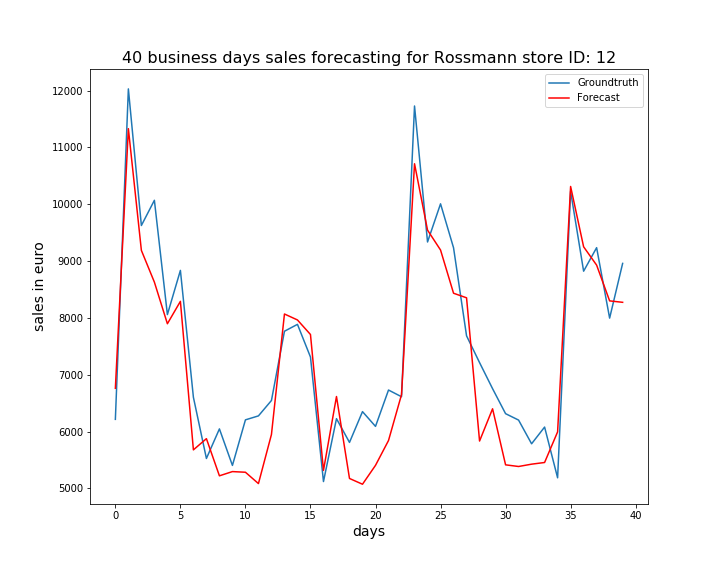 40 business days sales forecasting for Rossmann store ID: 12
Groundtruth
Forecast
12000
11000
10000
9000
8000
7000
6000
5000
sales in euro
0 5 10 15 20 25 30 35 40
days